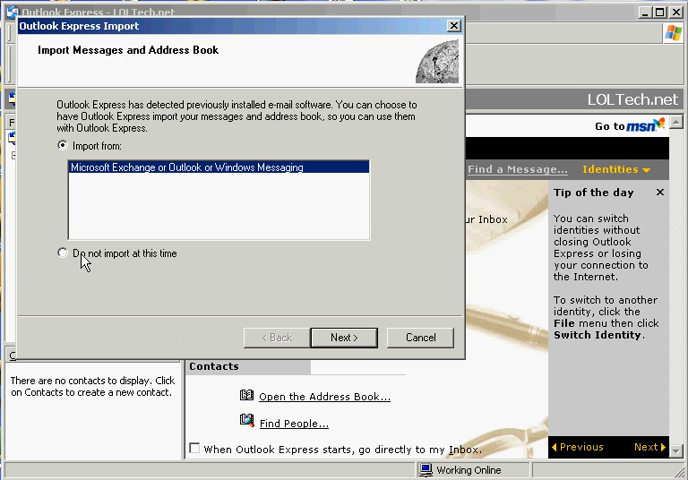 Outlook Express - LOLTech.net
Outlook Express Import
Import Messages and Address Book
Outlook Express has detected previously installed e-mail software. You can choose to
have Outlook Express import your messages and address book, so you can use them
with Outlook Express.
Import from:
Microsoft Exchange or Outlook or Windows Messaging
Do not import at this time
< Back
Next >
Cancel
LOLTech.net
Go to msn
Find a Message...
Identities
ur Inbox
Tip of the day
You can switch
identities without
closing Outlook
Express or losing
your connection to
the Internet.
To switch to another
identity, click the
File menu then click
Switch Identity.
Previous
Next
There are no contacts to display. Click
on Contacts to create a new contact.
Contacts
Open the Address Book...
Find People...
When Outlook Express starts, go directly to my Inbox.
Working Online